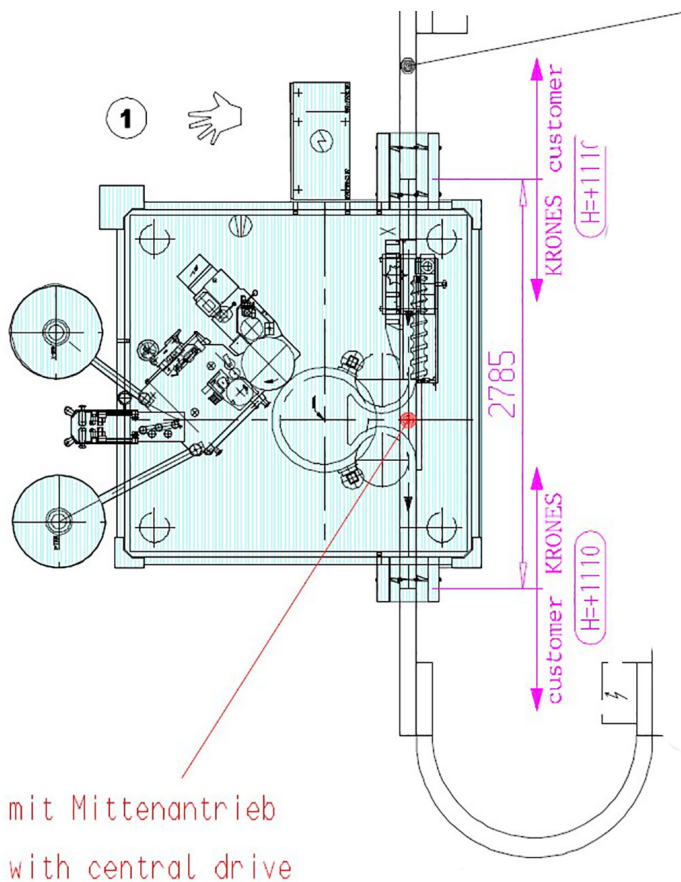 1
customer
KRONES
H=+1110
X
2785
KRONES
customer
H=+1110
mit Mittenantrieb
with central drive